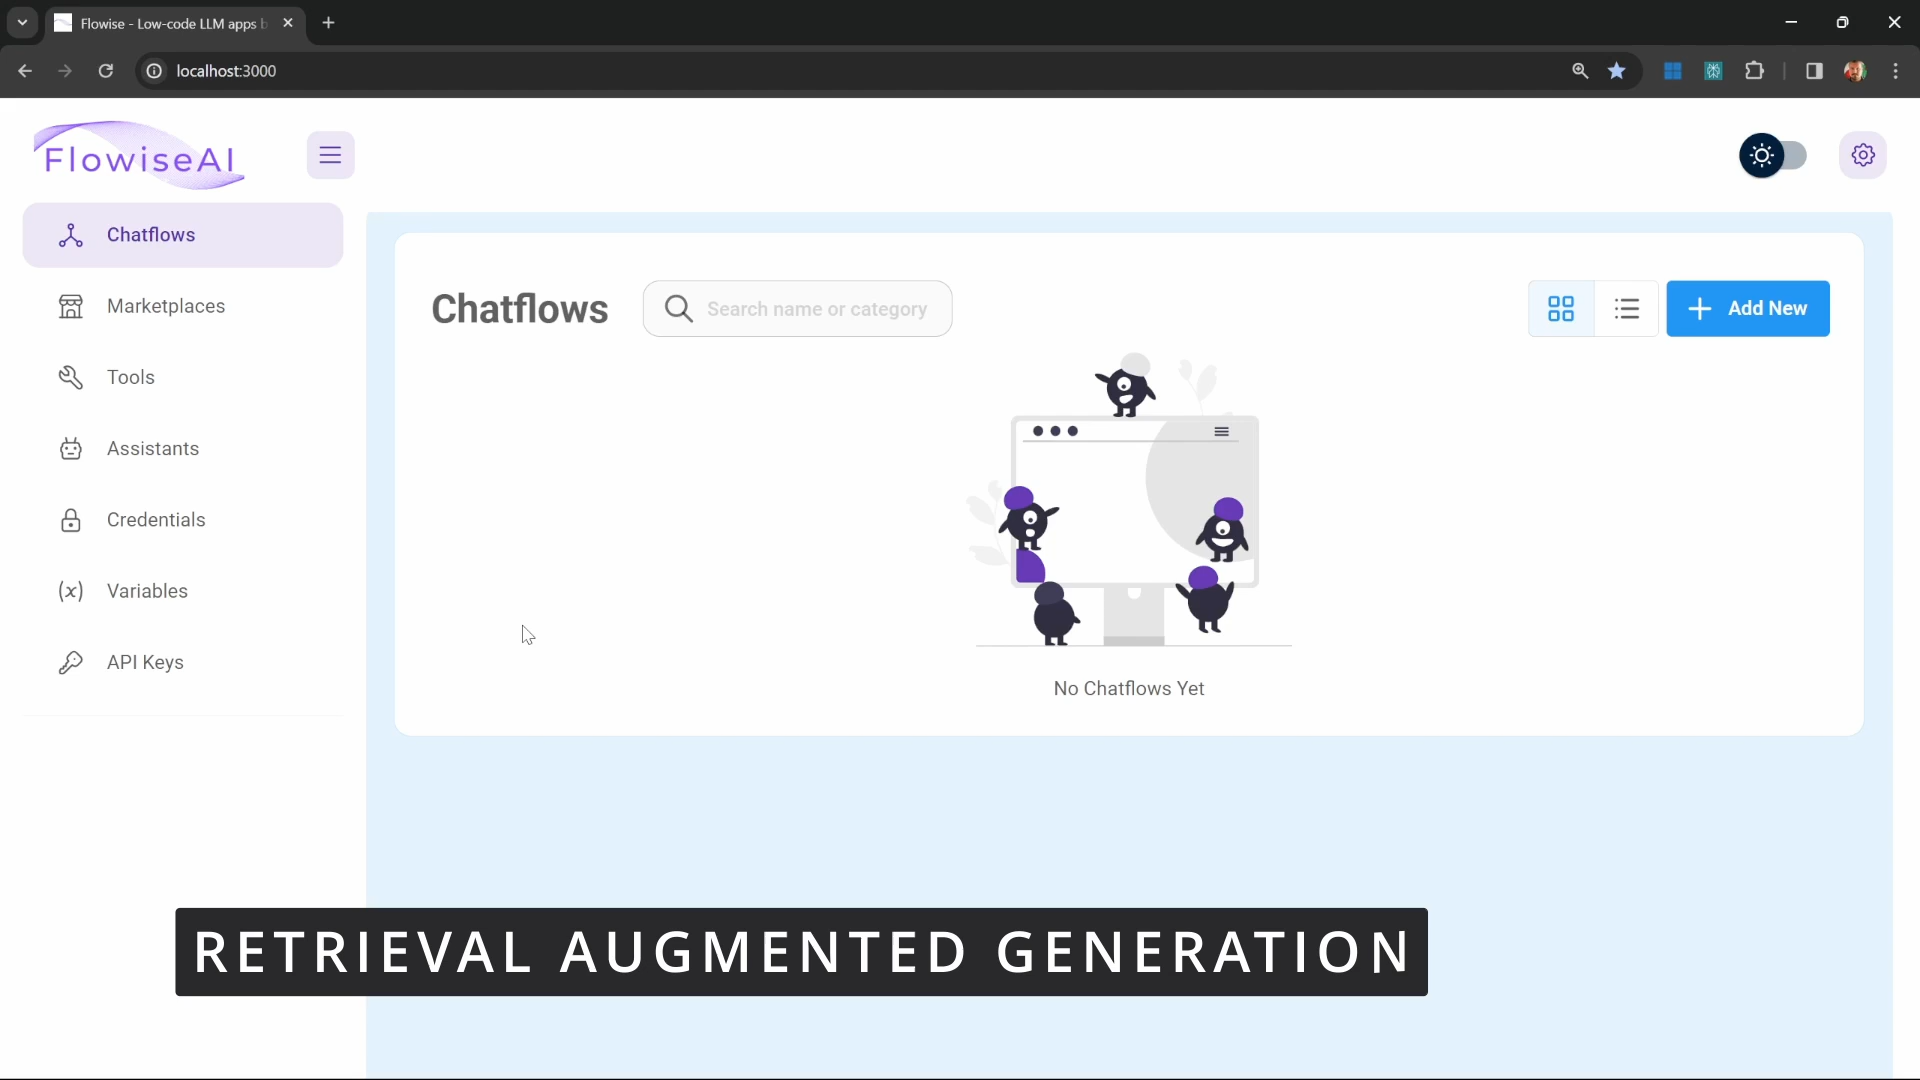 Flowise - Low-code LLM apps b
localhost:3000
FlowiseAI
Chatflows
Marketplaces
Tools
Assistants
Credentials
(x) Variables
API Keys
Chatflows
Search name or category
Add New
No Chatflows Yet
RETRIEVAL AUGMENTED GENERATION